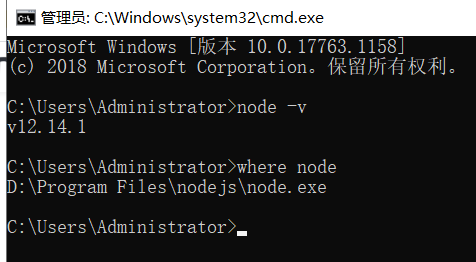 管理员: C:\Windows\system32\cmd.exe
Microsoft Windows [版本 10.0.17763.1158]
(c) 2018 Microsoft Corporation。保留所有权利。
C:\Users\Administrator>node -v
v12.14.1
C:\Users\Administrator>where node
D:\Program Files\nodejs\node.exe
C:\Users\Administrator>